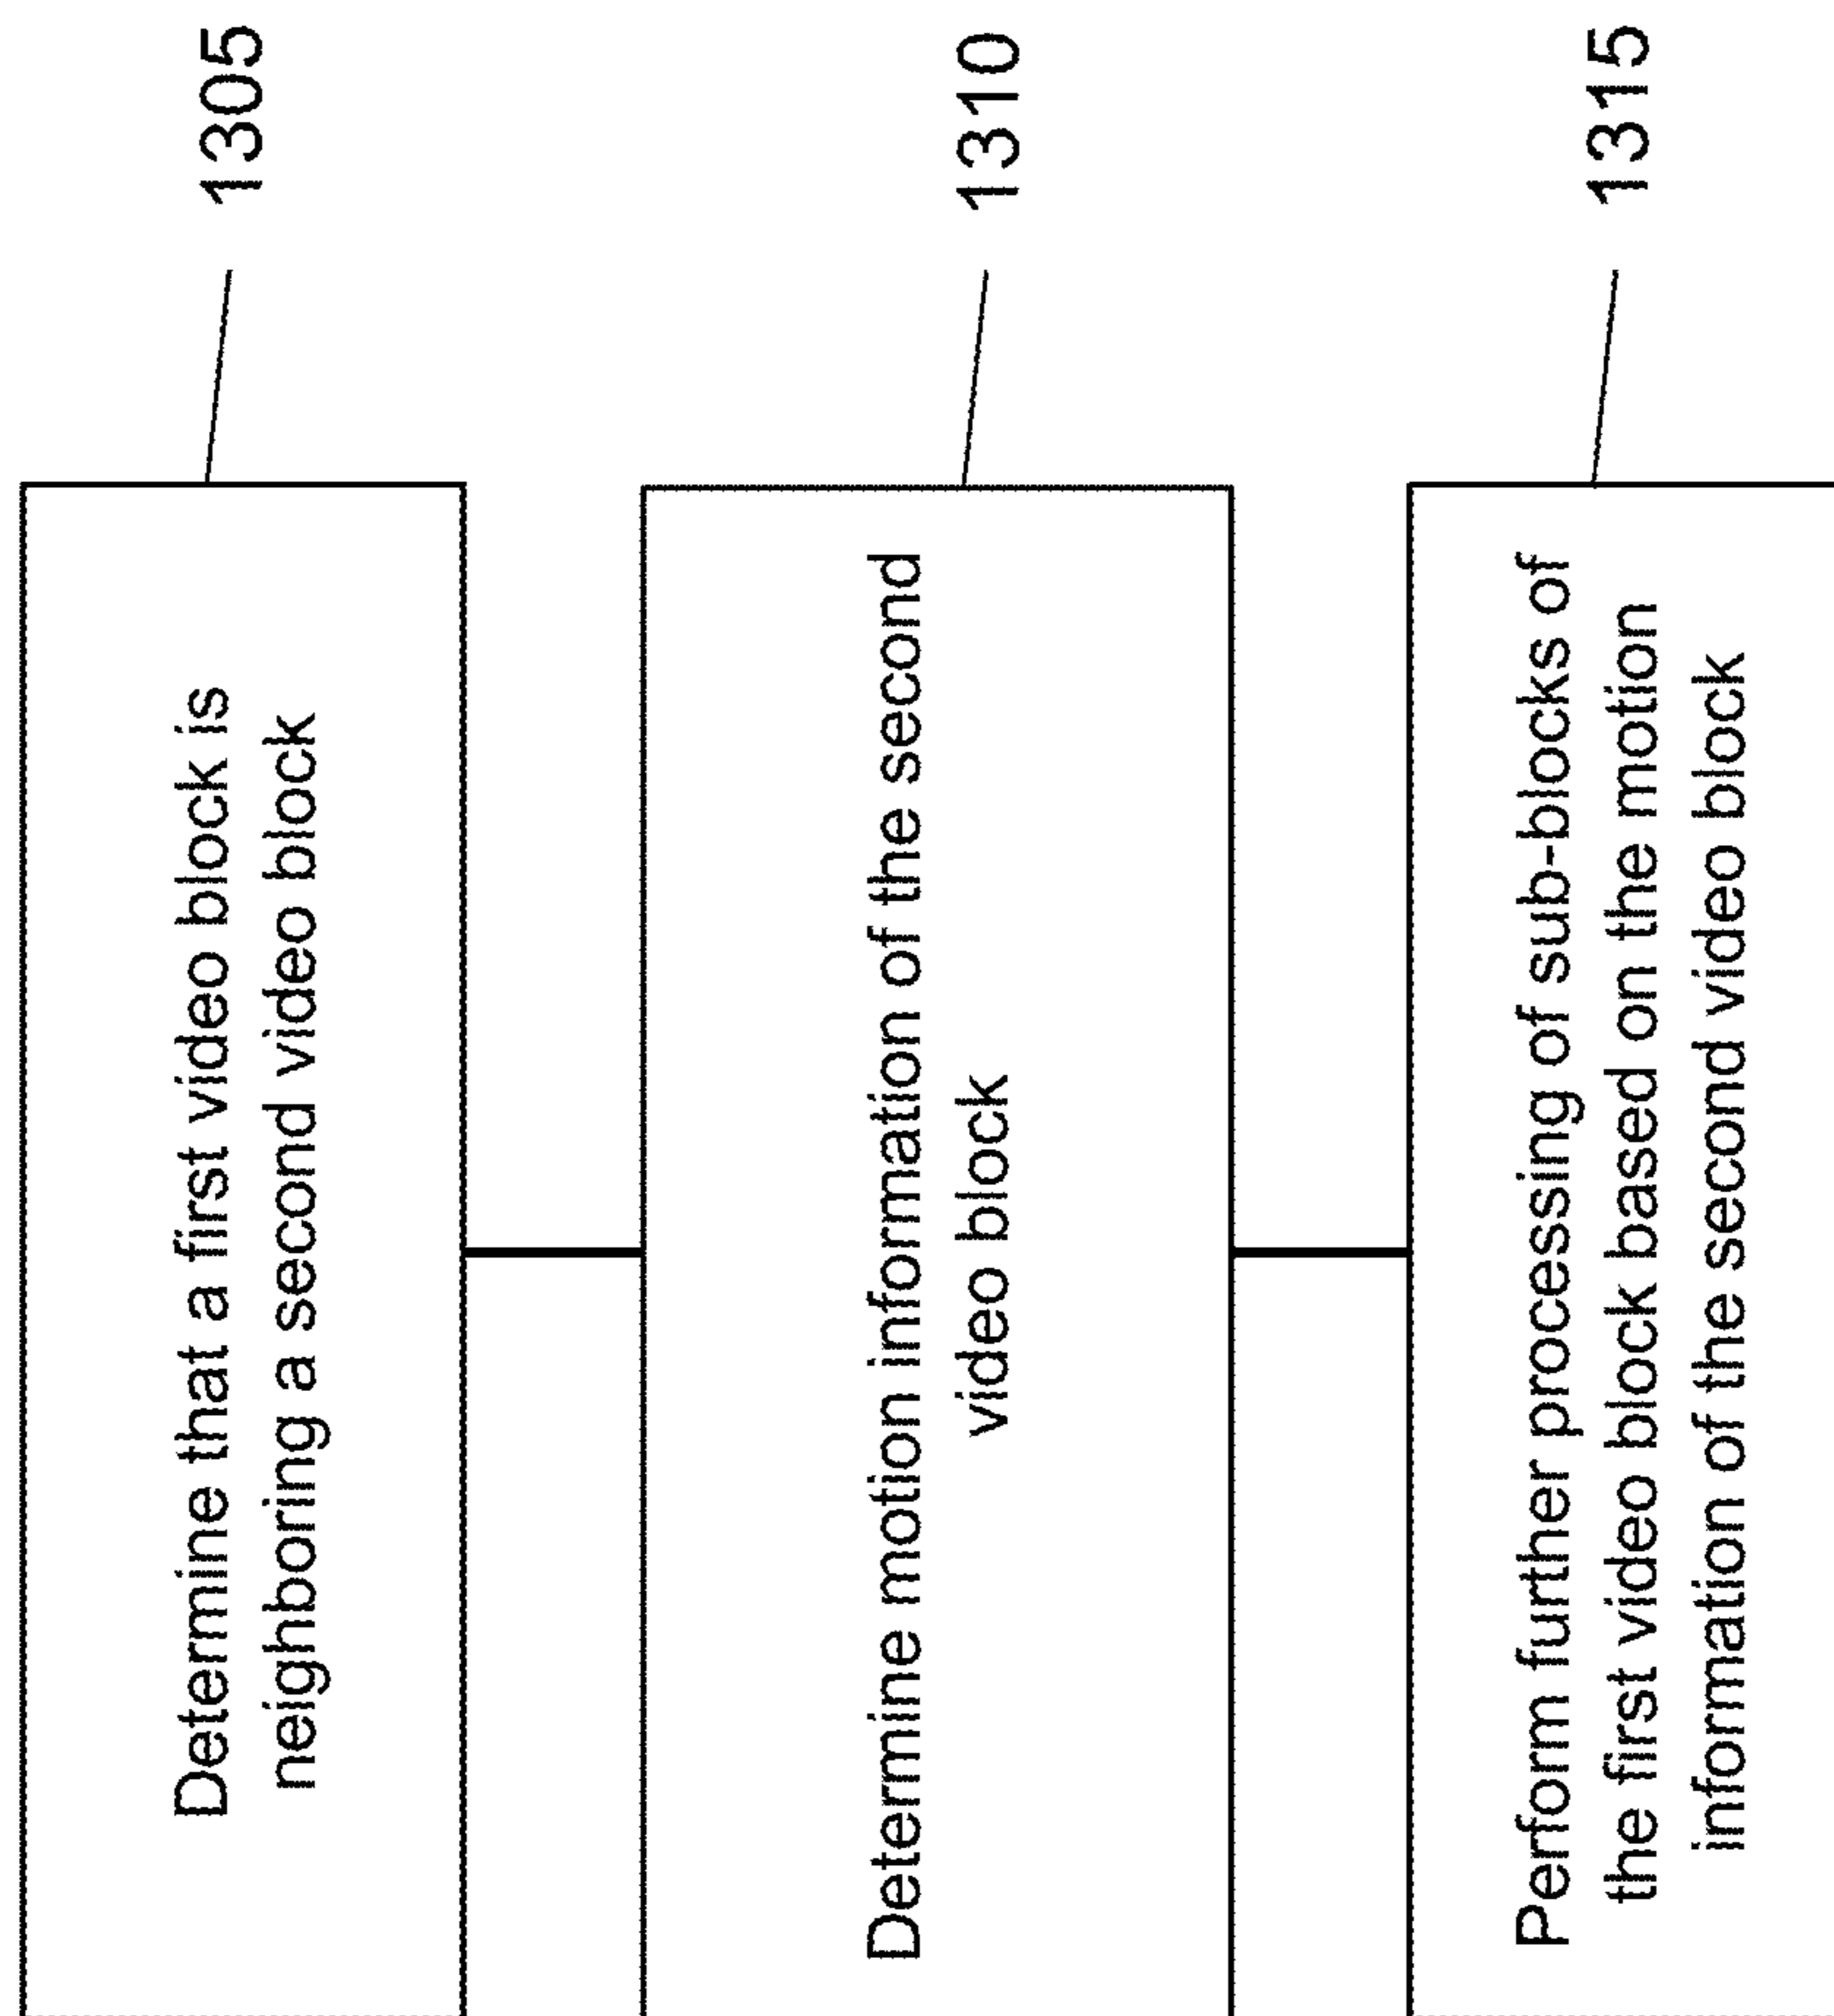 Determine that a first video block is
neighboring a second video block
1305
Determine motion information of the second
video block
1310
Perform further processing of sub-blocks of
the first video block based on the motion
information of the second video block
1315